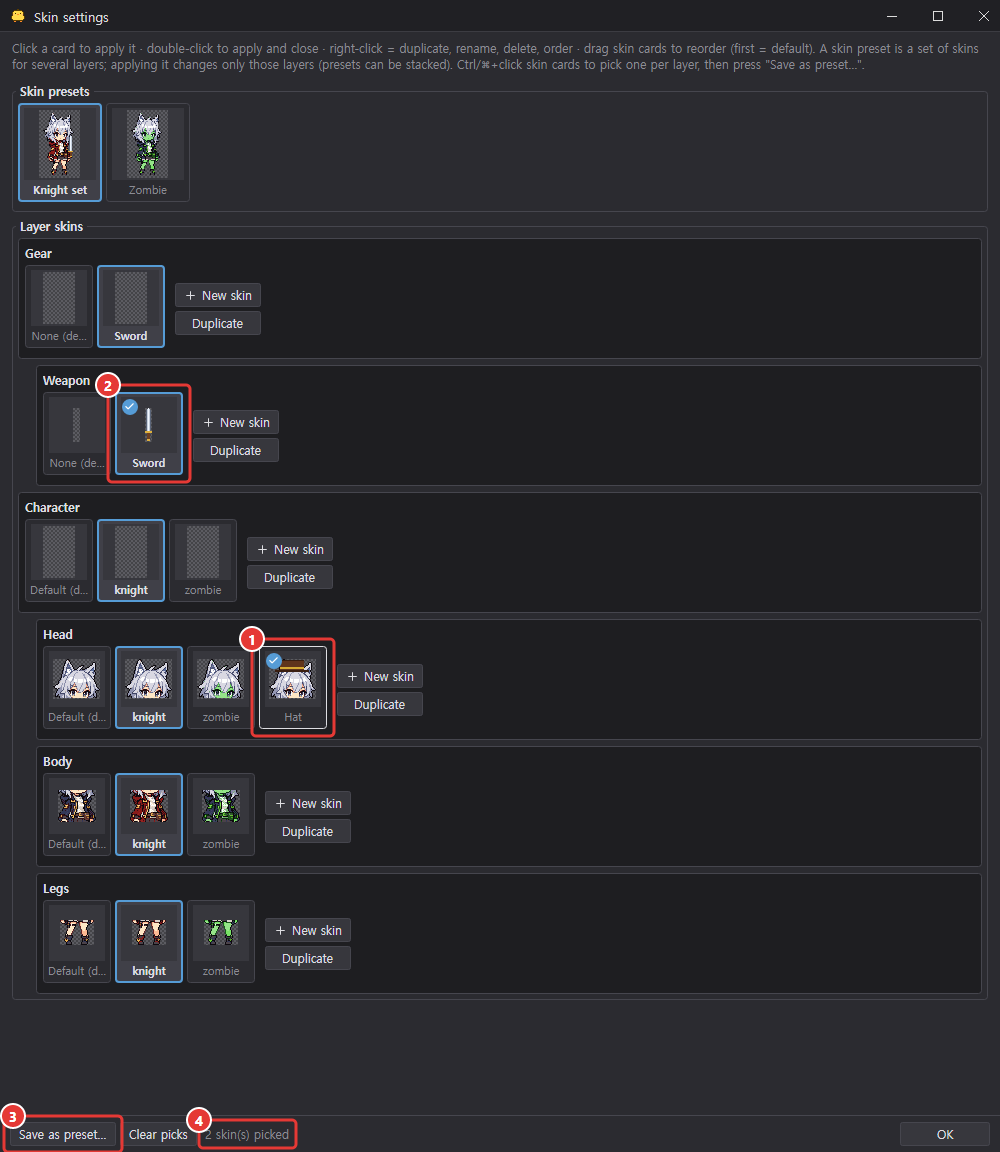 Skin settings
Click a card to apply it · double-click to apply and close · right-click = duplicate, rename, delete, order · drag skin cards to reorder (first = default). A skin preset is a set of skins
for several layers; applying it changes only those layers (presets can be stacked). Ctrl/⌘+click skin cards to pick one per layer, then press "Save as preset...".
Skin presets
Knight set
Zombie
Layer skins
Gear
None (de...
Sword
+ New skin
Duplicate
Weapon
2
None (de...
Sword
+ New skin
Duplicate
Character
Default (d...
knight
zombie
+ New skin
Duplicate
Head
1
Default (d...
knight
zombie
Hat
+ New skin
Duplicate
Body
Default (d...
knight
zombie
+ New skin
Duplicate
Legs
Default (d...
knight
zombie
+ New skin
Duplicate
3
Save as preset...
Clear picks
4
2 skin(s) picked
OK